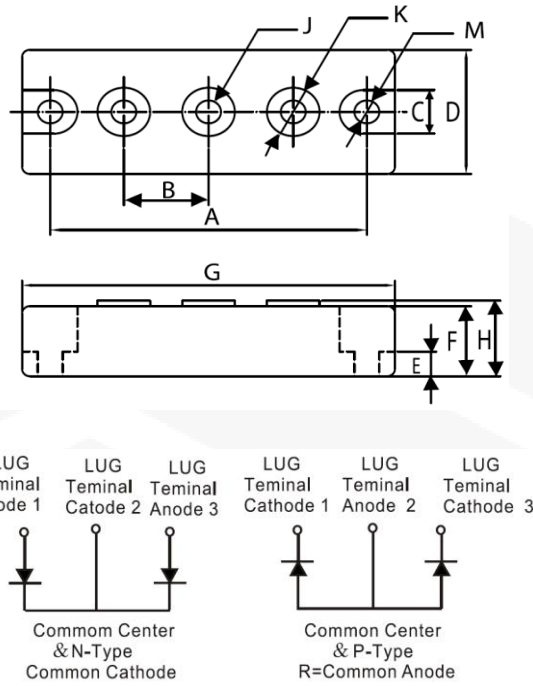 J
K
M
C
D
B
A
G
F
H
E
LUG LUG LUG LUG LUG
Teminal Teminal Teminal Teminal Teminal
Catode 2 Anode 3 Cathode 1 Anode 2 Cathode 3
Commom Center Common Center
& N-Type & P-Type
Common Cathode R=Common Anode